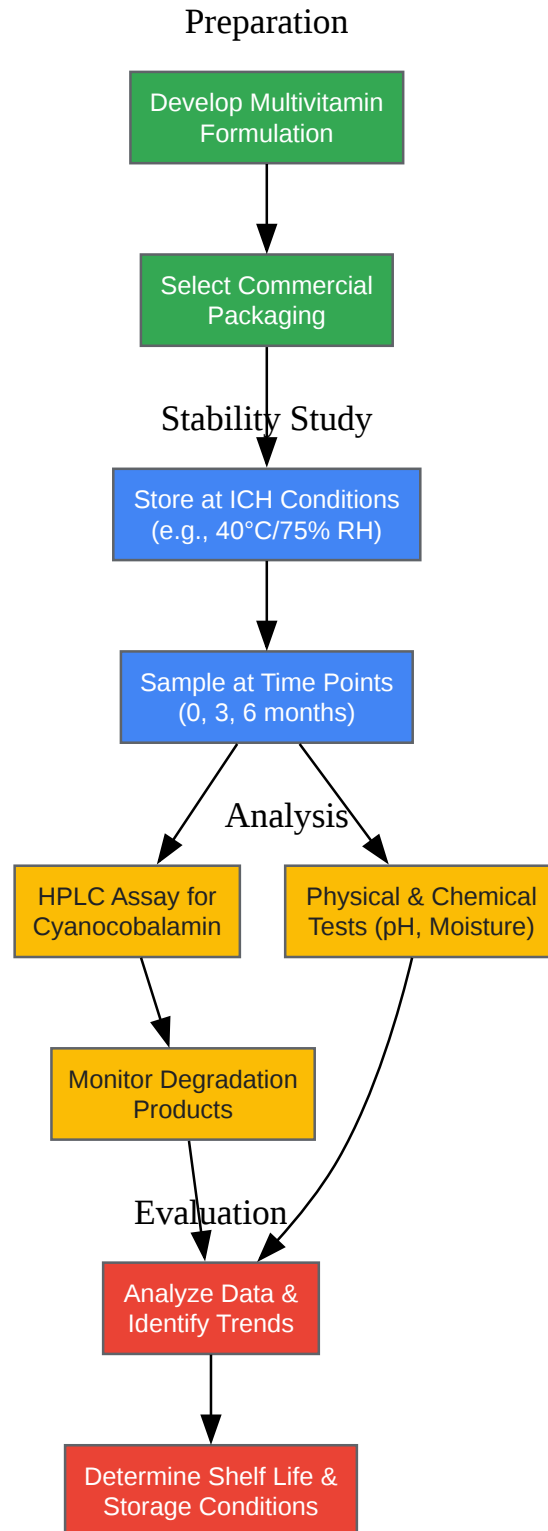 Preparation
Develop Multivitamin
Formulation
Select Commercial
Packaging
Stability Study
Store at ICH Conditions
(e.g., 40°C/75% RH)
Sample at Time Points
(0, 3, 6 months)
Analysis
HPLC Assay for
Cyanocobalamin
Physical & Chemical
Tests (pH, Moisture)
Monitor Degradation
Products
Evaluation
Analyze Data &
Identify Trends
Determine Shelf Life &
Storage Conditions